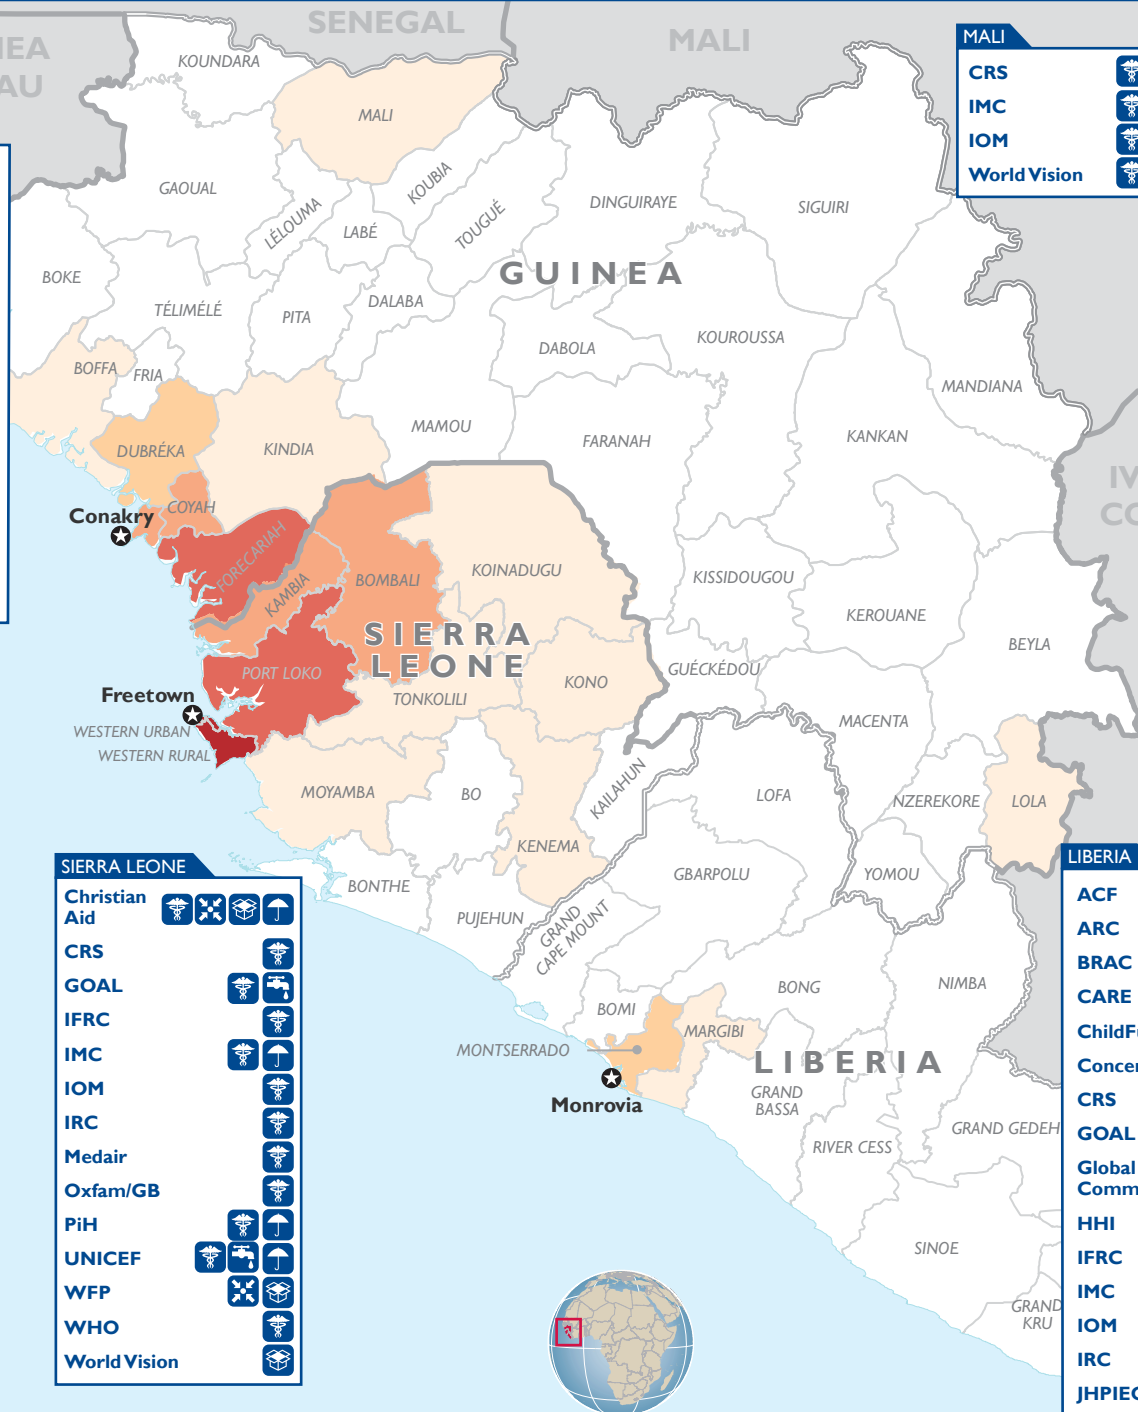 SENEGAL
MALI
KOUNDARA
MALI
MALI
CRS
IMC
IOM
World Vision
GAOUAL
KOUBIA
LÉLOUMA
LABÉ
TOUGUÉ
DINGUIRAYE
SIGUIRI
BOKE
GUINEA
TÉLIMÉLÉ
PITA
DALABA
DABOLA
KOUROUSSA
BOFFA
FRIA
MANDIANA
MAMOU
FARANAH
KANKAN
DUBRÉKA
KINDIA
COYAH
Conakry
FORECARIAH
KAMBIA
BOMBALI
KOINADUGU
KISSIDOUGOU
KEROUANE
BEYLA
SIERRA
LEONE
PORT LOKO
TONKOLILI
KONO
GUÉCKÉDOU
MACENTA
Freetown
WESTERN URBAN
WESTERN RURAL
MOYAMBA
BO
KAILAHUN
LOFA
NZEREKORE
LOLA
KENEMA
GBARPOLU
YOMOU
BONTHE
PUJEHUN
GRAND
CAPE MOUNT
BONG
NIMBA
BOMI
MARGIBI
MONTSERRADO
LIBERIA
Monrovia
GRAND
BASSA
RIVER CESS
GRAND GEDEH
SINOE
GRAND
KRU
SIERRA LEONE
Christian
Aid
CRS
GOAL
IFRC
IMC
IOM
IRC
Medair
Oxfam/GB
PiH
UNICEF
WFP
WHO
World Vision
LIBERIA
ACF
ARC
BRAC
CARE
CRS
GOAL
Global
HHI
IFRC
IMC
IOM
IRC